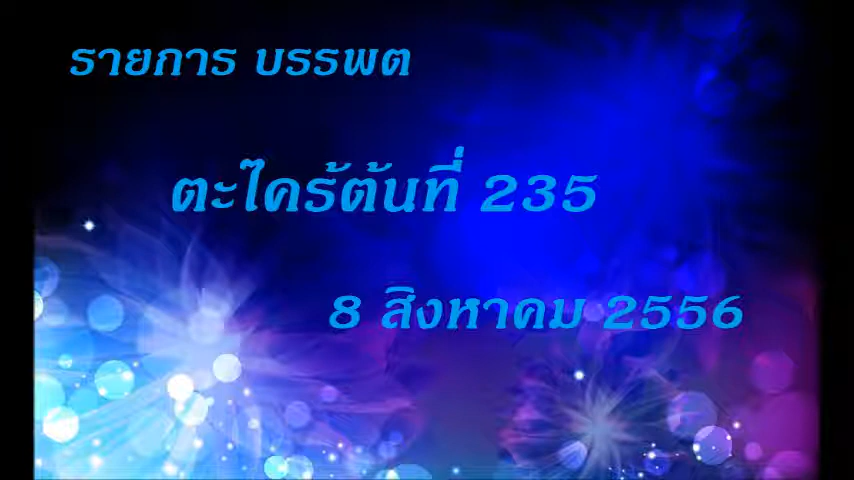 รายการ บรรพต
ตะไคร้ต้นที่ 235
8 สิงหาคม 2556